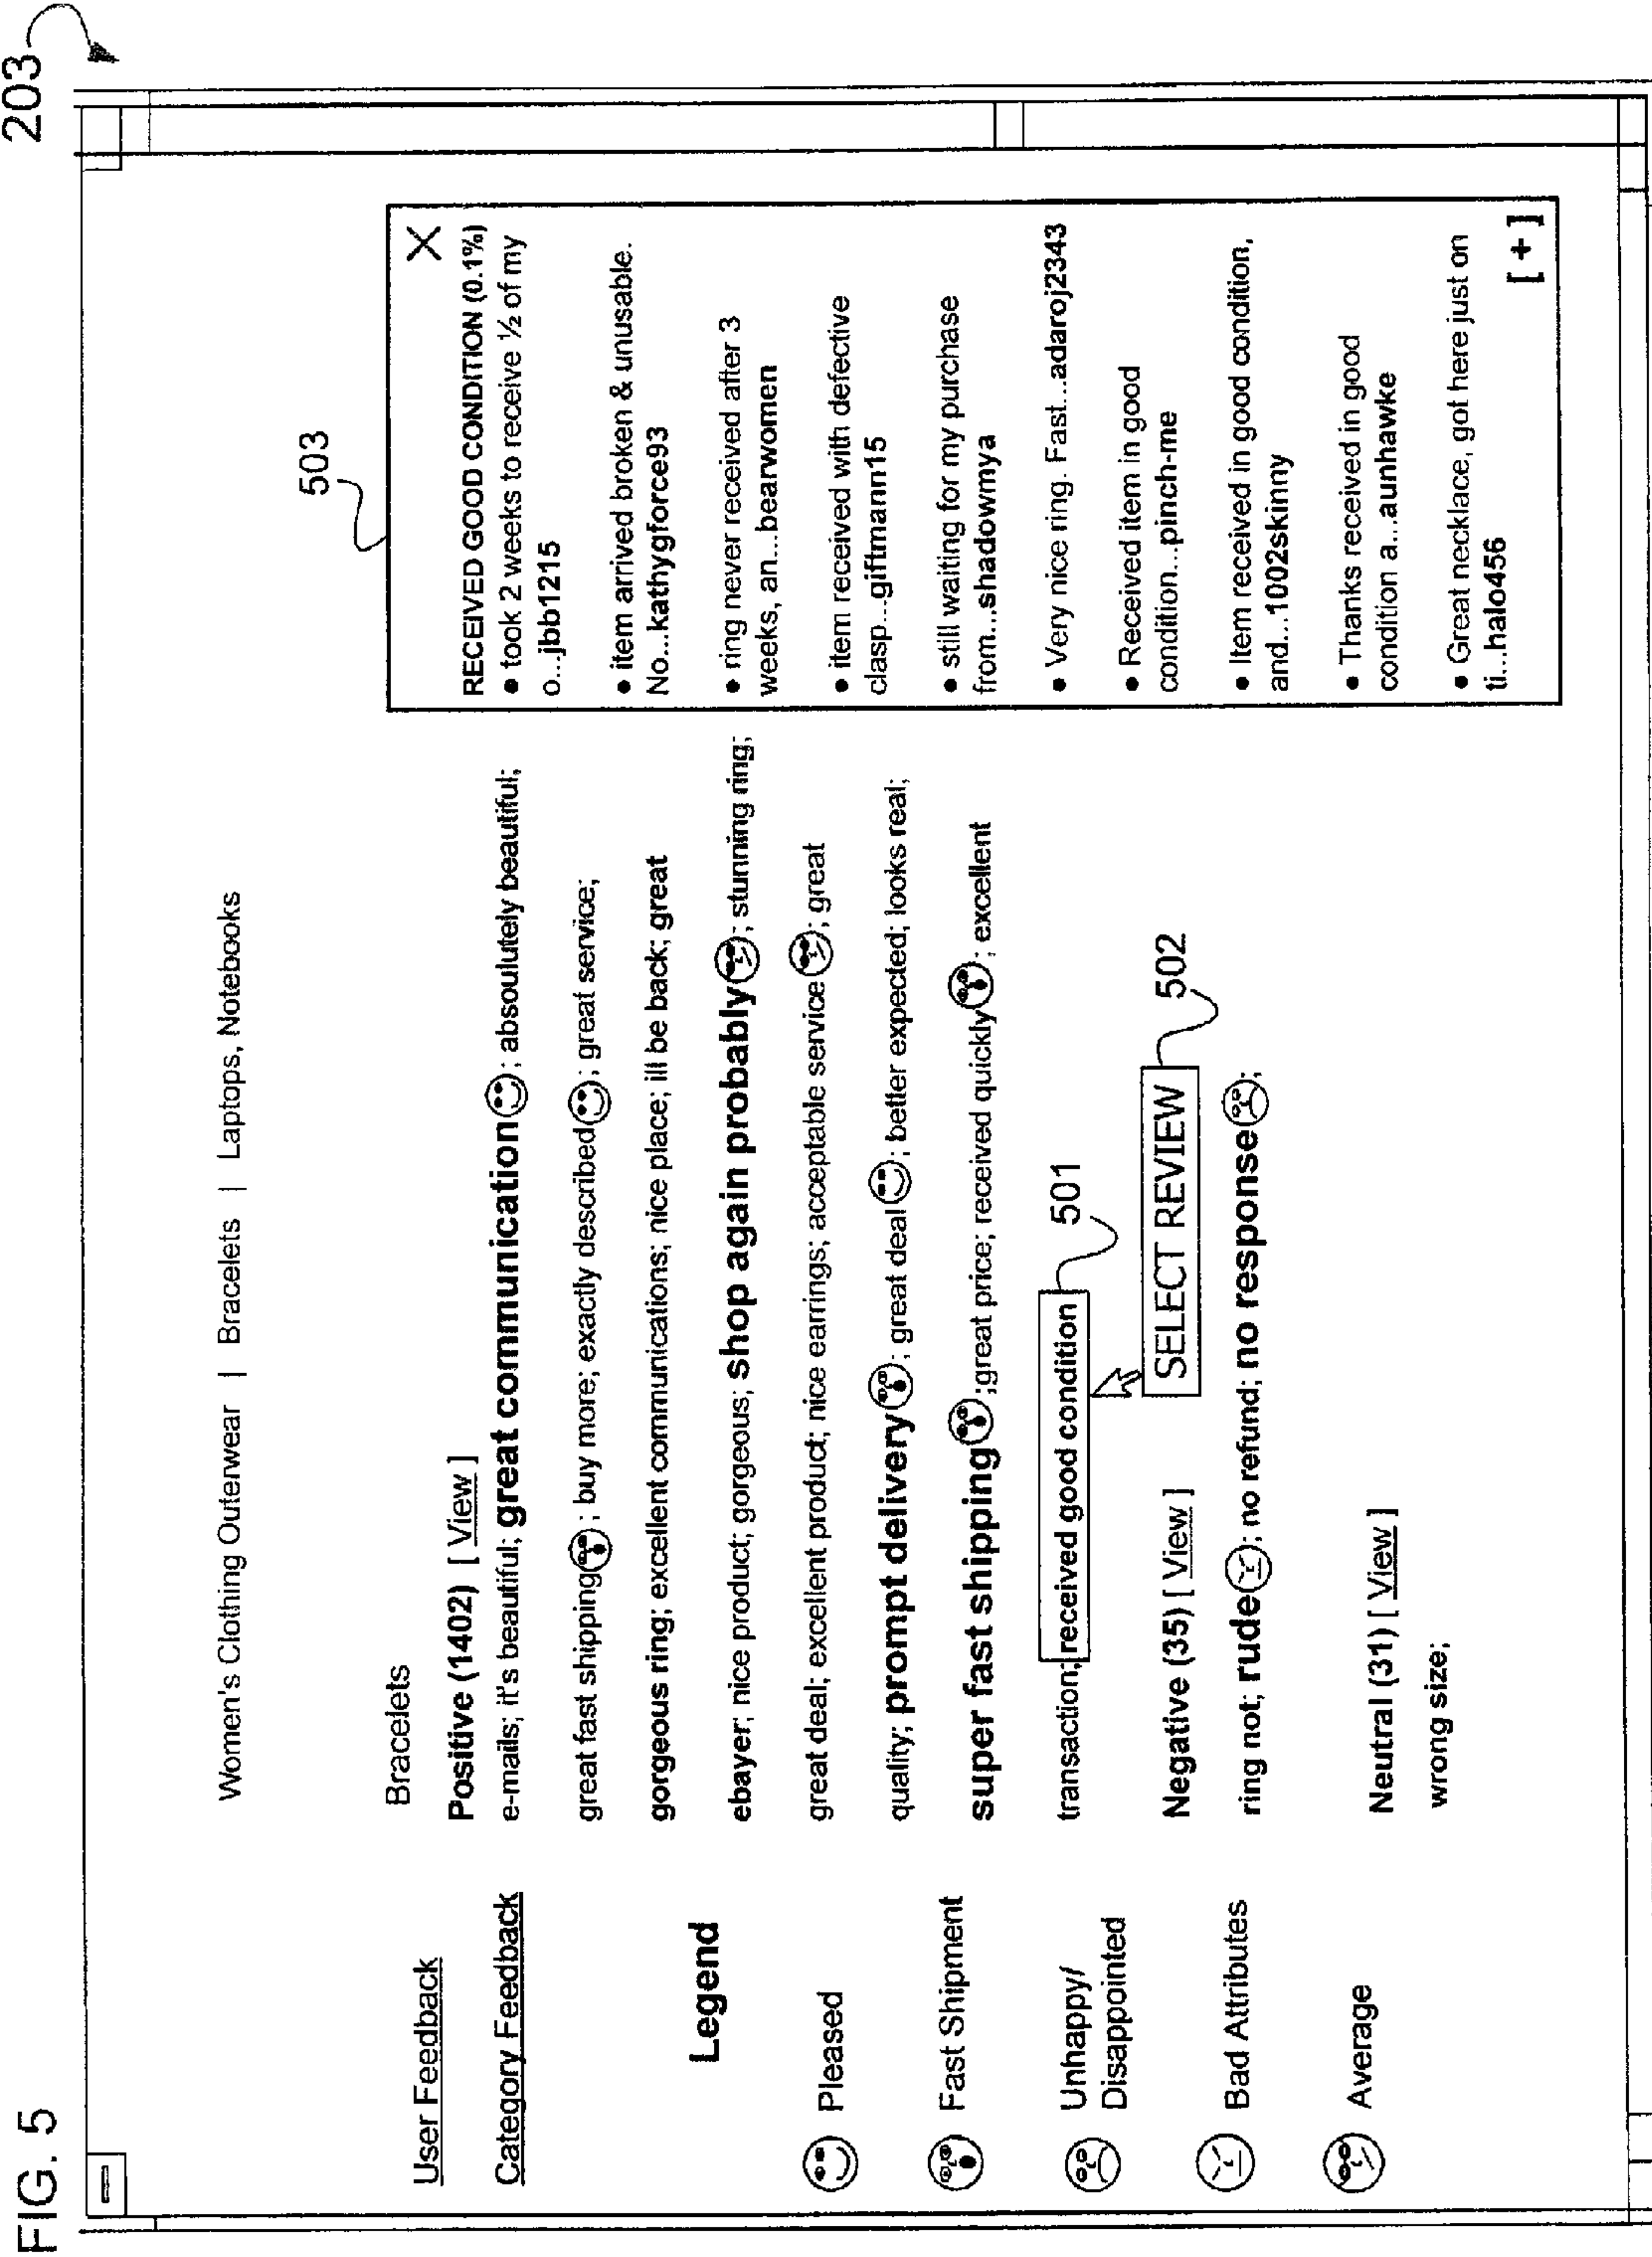 FIG. 5
203
Women's Clothing Outerwear | Bracelets | Laptops, Notebooks
User Feedback
Category Feedback
Legend
Pleased
Fast Shipment
Unhappy/
Disappointed
Bad Attributes
Average
Bracelets
Positive (1402) [ View ]
e-mails; it's beautiful; great communication; absoulutely beautiful;
great fast shipping; buy more; exactly described; great service;
gorgeous ring; excellent communications; nice place; ill be back; great
ebayer; nice product; gorgeous; shop again probably; stunning ring;
great deal; excellent product; nice earrings; acceptable service; great
quality; prompt delivery; great deal; better expected; looks real;
super fast shipping;great price; received quickly; excellent
transaction; received good condition
501
SELECT REVIEW
502
Negative (35) [ View ]
ring not; rude; no refund; no response;
Neutral (31) [ View ]
wrong size;
503
X
RECEIVED GOOD CONDITION (0.1%)
• took 2 weeks to receive ½ of my
o...jbb1215
• item arrived broken & unusable.
No...kathygforce93
• ring never received after 3
weeks, an...bearwomen
• item received with defective
clasp...giftmann15
• still waiting for my purchase
from...shadowmya
• Very nice ring. Fast...adaroj2343
• Received item in good
condition...pinch-me
• Item received in good condition,
and...1002skinny
• Thanks received in good
condition a...aunhawke
• Great necklace, got here just on
ti...halo456
[ + ]